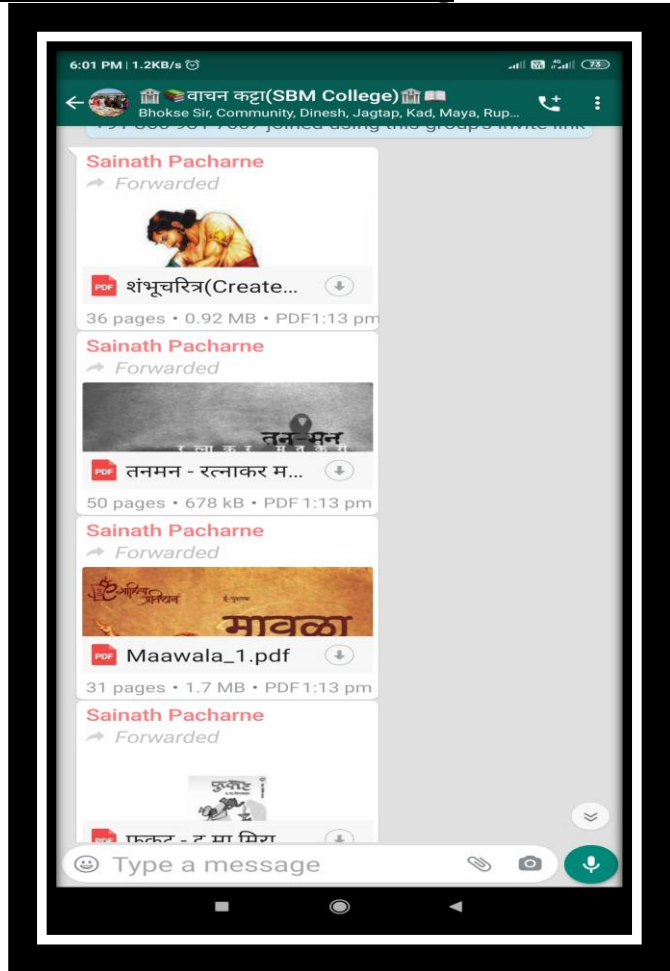 6:01 PM | 1.2KB/s
73
वाचन कट्टा(SBM College)
Bhokse Sir, Community, Dinesh, Jagtap, Kad, Maya, Rup...
joined using this group's invite link
Sainath Pacharne
Forwarded
PDF शंभूचरित्र(Create...
36 pages • 0.92 MB • PDF 1:13 pm
Sainath Pacharne
Forwarded
तन-मन
PDF तनमन - रत्नाकर म...
50 pages • 678 kB • PDF 1:13 pm
Sainath Pacharne
Forwarded
मावळा
PDF Maawala_1.pdf
31 pages • 1.7 MB • PDF 1:13 pm
Sainath Pacharne
Forwarded
Type a message